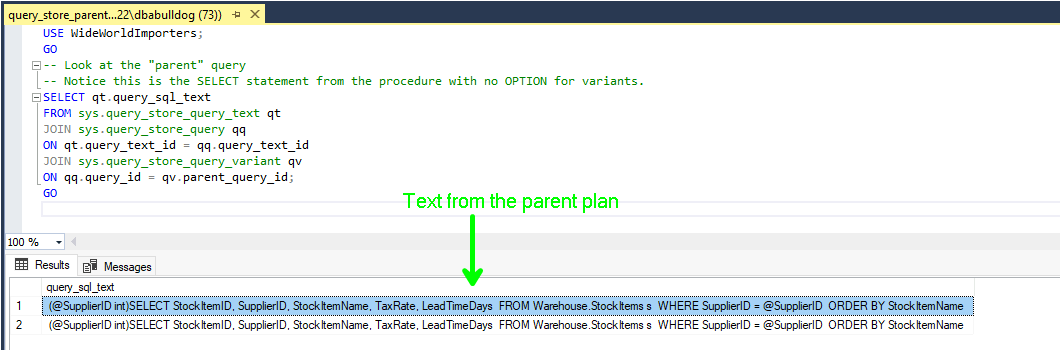 query_store_parent...22\dbabulldog (73))
USE WideWorldImporters;
GO
-- Look at the "parent" query
-- Notice this is the SELECT statement from the procedure with no OPTION for variants.
SELECT qt.query_sql_text
FROM sys.query_store_query_text qt
JOIN sys.query_store_query qq
ON qt.query_text_id = qq.query_text_id
JOIN sys.query_store_query_variant qv
ON qq.query_id = qv.parent_query_id;
GO
Text from the parent plan
100 %
Results Messages
query_sql_text
1 (@SupplierID int)SELECT StockItemID, SupplierID, StockItemName, TaxRate, LeadTimeDays  FROM Warehouse.StockItems s  WHERE SupplierID = @SupplierID  ORDER BY StockItemName
2 (@SupplierID int)SELECT StockItemID, SupplierID, StockItemName, TaxRate, LeadTimeDays  FROM Warehouse.StockItems s  WHERE SupplierID = @SupplierID  ORDER BY StockItemName